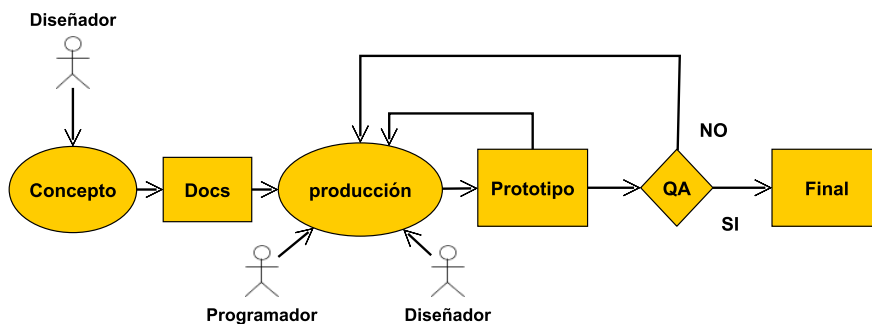 Diseñador
NO
Concepto
Docs
producción
Prototipo
QA
Final
SI
Programador
Diseñador